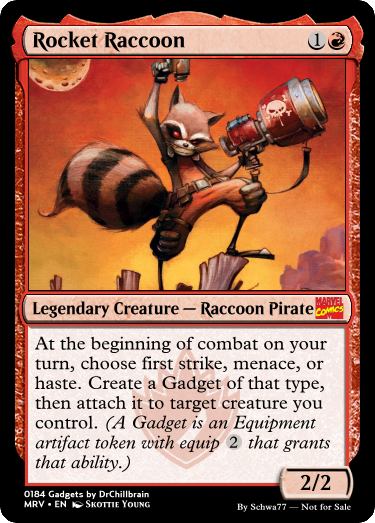 Rocket Raccoon 1
Legendary Creature — Raccoon Pirate MARVEL COMICS
At the beginning of combat on your
turn, choose first strike, menace, or
haste. Create a Gadget of that type,
then attach it to target creature you
control. (A Gadget is an Equipment
artifact token with equip 2 that grants
that ability.)
2/2
0184 Gadgets by DrChillbrain
MRV • EN Skottie Young
By Schwa77 — Not for Sale